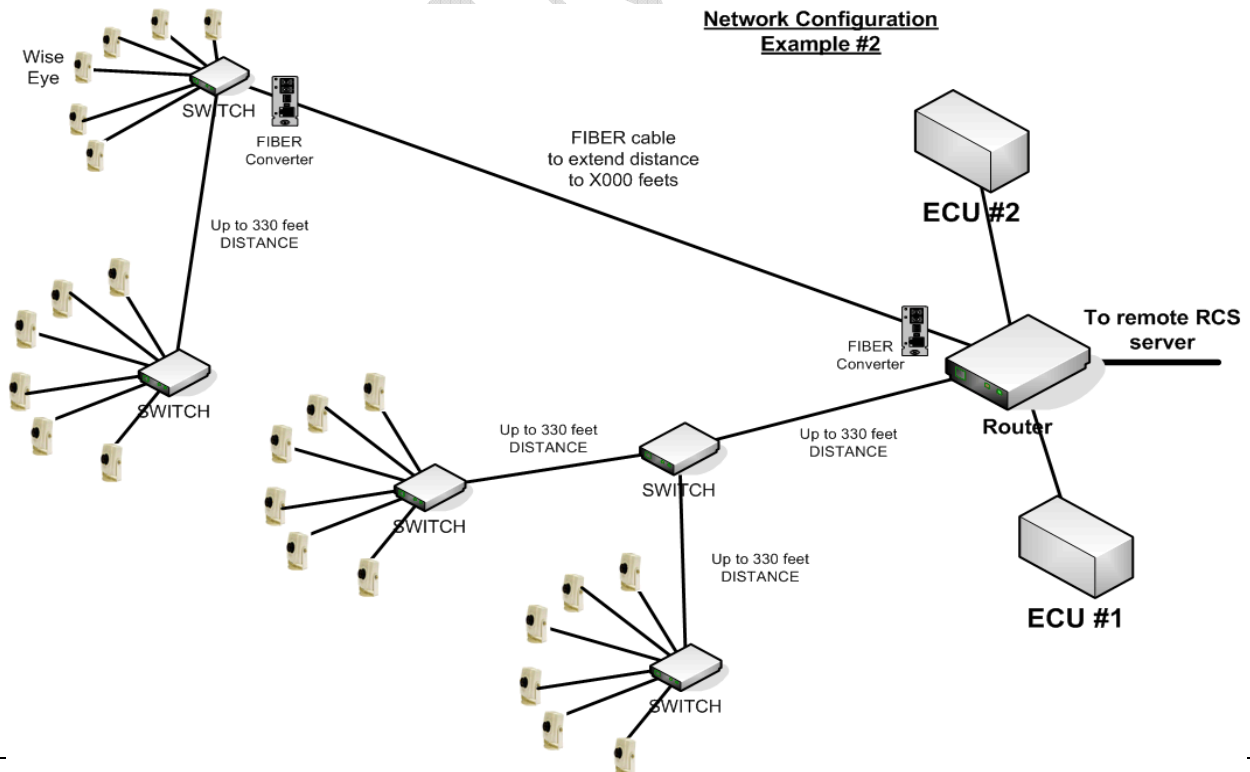 Network Configuration
Example #2
Wise
Eye
SWITCH
FIBER
Converter
FIBER cable
to extend distance
to X000 feets
ECU #2
Up to 330 feet
DISTANCE
To remote RCS
server
FIBER
Converter
SWITCH
Router
Up to 330 feet
DISTANCE
Up to 330 feet
DISTANCE
SWITCH
SWITCH
Up to 330 feet
DISTANCE
ECU #1
SWITCH